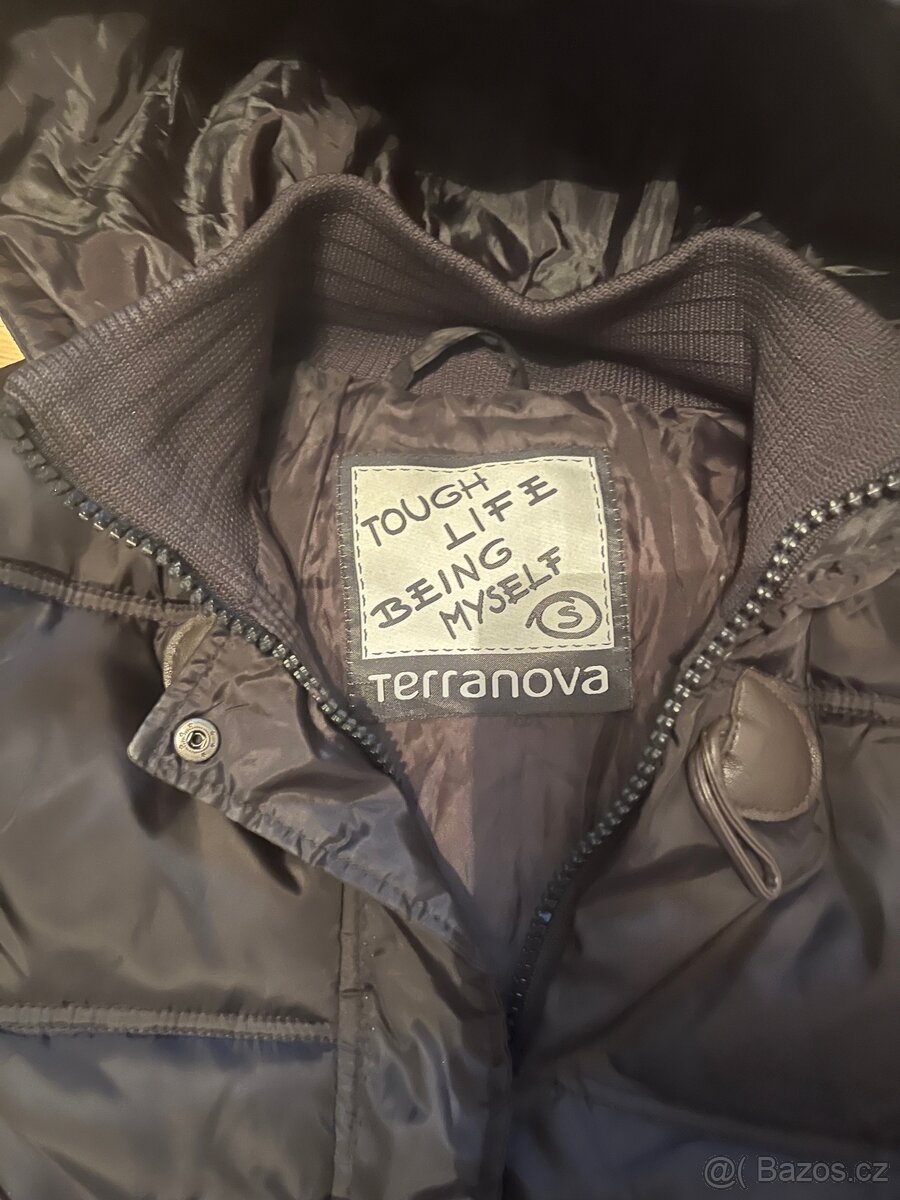 TOUGH
LIFE
BEING
MYSELF
S
Terranova
@( Bazos.cz